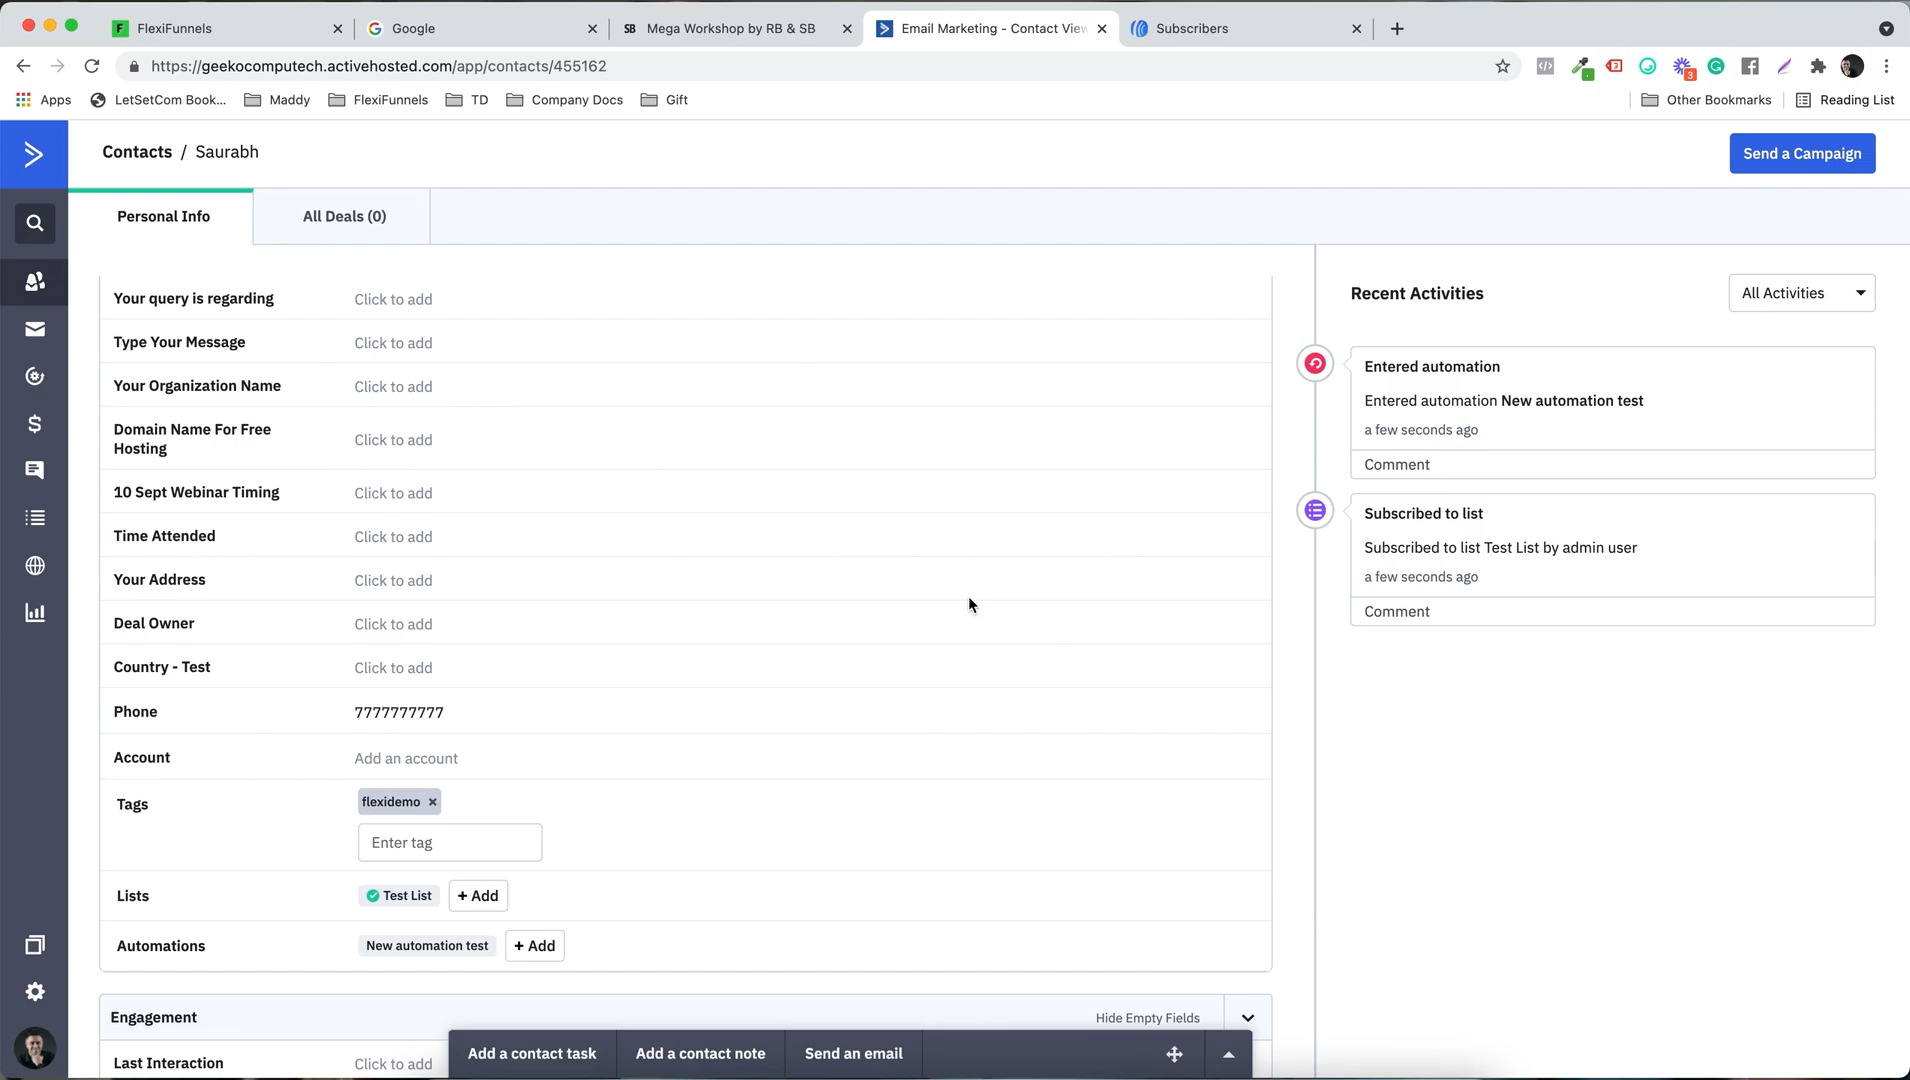 FlexiFunnels
Google
SB Mega Workshop by RB & SB
Email Marketing - Contact View
Subscribers
https://geekocomputech.activehosted.com/app/contacts/455162
3
3
Apps
LetSetCom Book...
Maddy
FlexiFunnels
TD
Company Docs
Gift
Other Bookmarks
Reading List
Contacts / Saurabh
Send a Campaign
Personal Info
All Deals (0)
Your query is regarding Click to add
Type Your Message Click to add
Your Organization Name Click to add
Domain Name For Free
Hosting
Click to add
10 Sept Webinar Timing Click to add
Time Attended Click to add
Your Address Click to add
Deal Owner Click to add
Country - Test Click to add
Phone 7777777777
Account Add an account
Tags flexidemo ×
Enter tag
Lists Test List + Add
Automations New automation test + Add
Engagement Hide Empty Fields
Last Interaction Click to add
Add a contact task Add a contact note Send an email
Recent Activities All Activities
Entered automation
Entered automation New automation test
a few seconds ago
Comment
Subscribed to list
Subscribed to list Test List by admin user
a few seconds ago
Comment